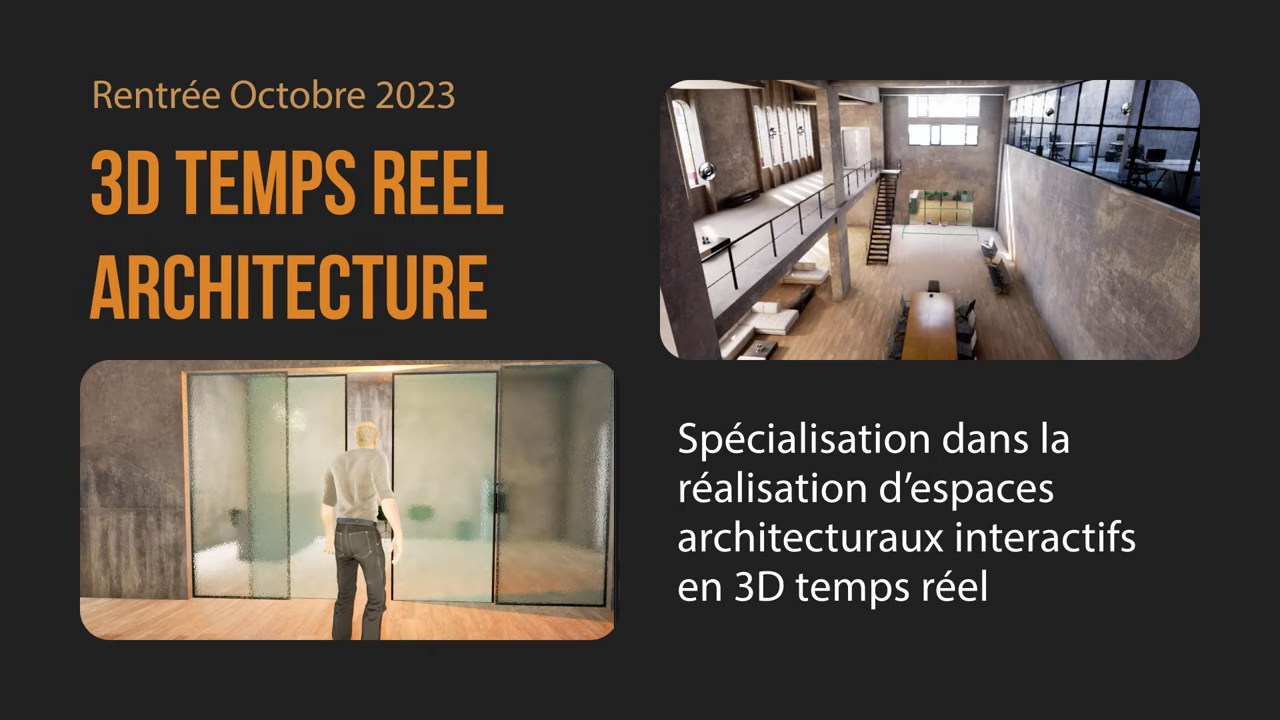 Rentrée Octobre 2023
3D TEMPS REEL
ARCHITECTURE
Spécialisation dans la
réalisation d’espaces
architecturaux interactifs
en 3D temps réel